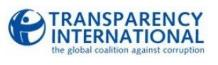 TRANSPARENCY
INTERNATIONAL
the global coalition against corruption